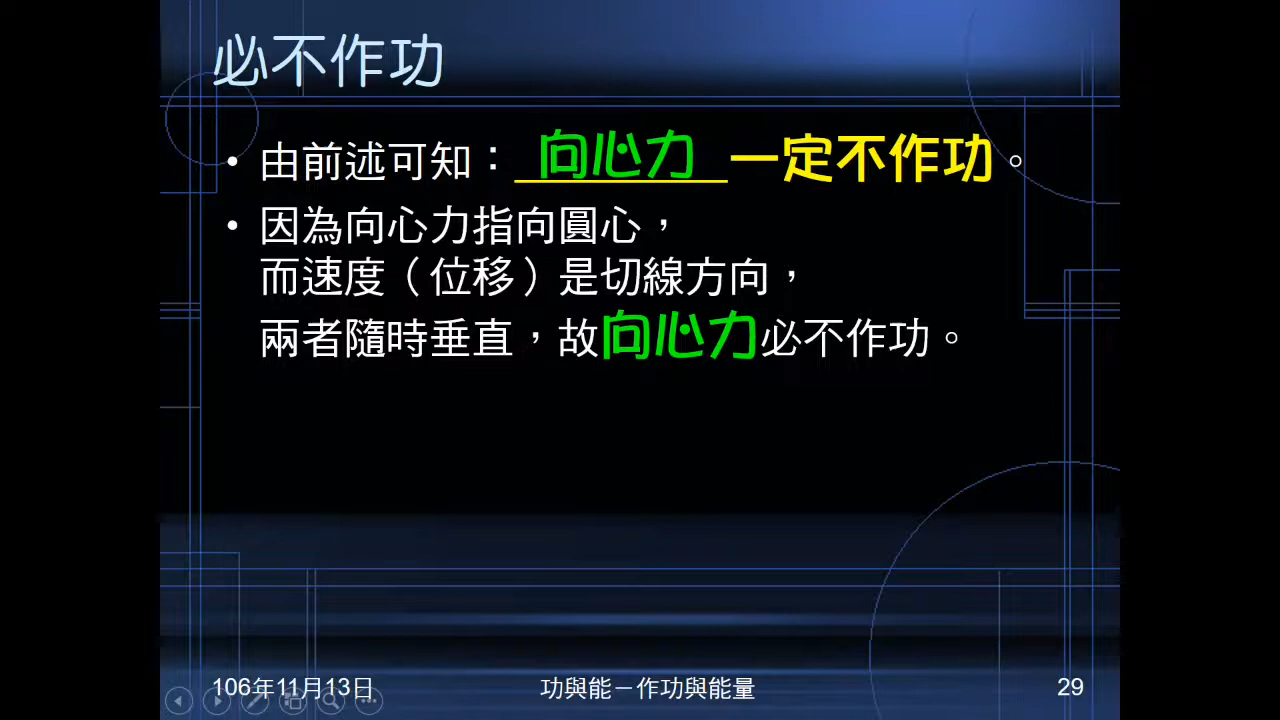 必不作功
• 由前述可知：向心力一定不作功。
• 因為向心力指向圓心，
而速度（位移）是切線方向，
兩者隨時垂直，故向心力必不作功。
106年11月13日
功與能－作功與能量
29